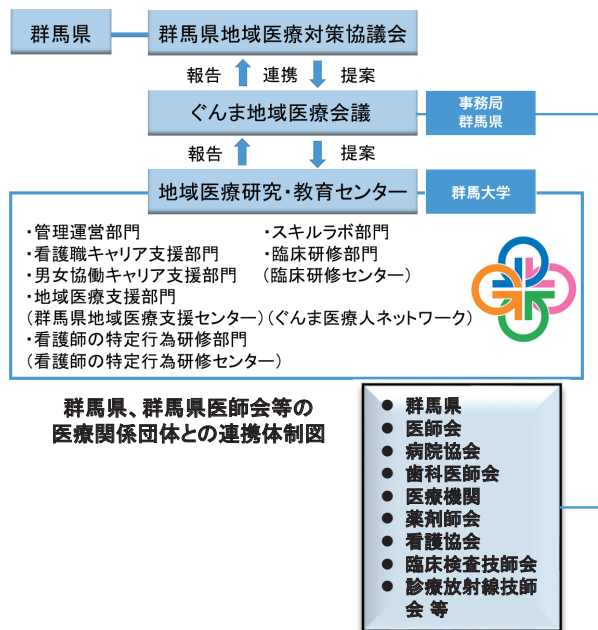 群馬県
群馬県地域医療対策協議会
報告 連携 提案
ぐんま地域医療会議
事務局
群馬県
報告 提案
地域医療研究・教育センター
群馬大学
・管理運営部門
・看護職キャリア支援部門
・男女協働キャリア支援部門
・地域医療支援部門
(群馬県地域医療支援センター)(ぐんま医療人ネットワーク)
・看護師の特定行為研修部門
(看護師の特定行為研修センター)
・スキルラボ部門
・臨床研修部門
(臨床研修センター)
群馬県、群馬県医師会等の
医療関係団体との連携体制図
● 群馬県
● 医師会
● 病院協会
● 歯科医師会
● 医療機関
● 薬剤師会
● 看護協会
● 臨床検査技師会
● 診療放射線技師
会 等